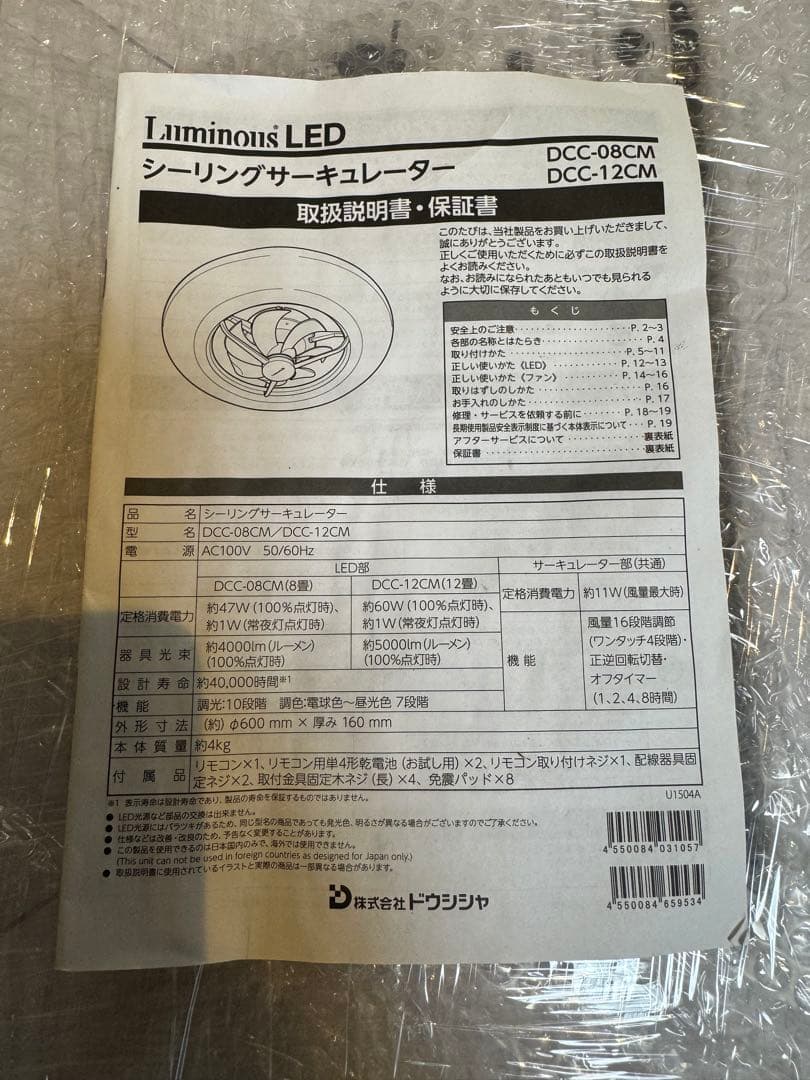 Luminous LED
シーリングサーキュレーター
DCC-08CM
DCC-12CM
取扱説明書・保証書
このたびは、当社製品をお買い上げいただきまして、
誠にありがとうございます。
正しくご使用いただくために必ずこの取扱説明書を
よくお読みください。
なお、お読みになられたあともいつでも見られる
ように大切に保存してください。
もくじ
安全上のご注意・・・・・・・・・・・・・・・・・・・・P. 2〜3
各部の名称とはたらき・・・・・・・・・・・・・・・・P. 4
取り付けかた・・・・・・・・・・・・・・・・・・・・P. 5〜11
正しい使いかた《LED》・・・・・・・・・・・・P. 12〜13
正しい使いかた《ファン》・・・・・・・・・・P. 14〜16
取りはずしのしかた・・・・・・・・・・・・・・・・P. 16
お手入れのしかた・・・・・・・・・・・・・・・・・・P. 17
修理・サービスを依頼する前に・・・・・・P. 18〜19
長期使用製品安全表示制度に基づく本体表示について・・・P. 19
アフターサービスについて・・・・・・・・・・・・裏表紙
保証書・・・・・・・・・・・・・・・・・・・・・・・・裏表紙
仕様
品名 シーリングサーキュレーター
型名 DCC-08CM/DCC-12CM
電源 AC100V 50/60Hz
LED部 サーキュレーター部(共通)
DCC-08CM(8畳) DCC-12CM(12畳)
定格消費電力 約47W(100%点灯時)、 約60W(100%点灯時)、 定格消費電力 約11W(風量最大時)
約1W(常夜灯点灯時) 約1W(常夜灯点灯時)
器具光束 約4000lm(ルーメン) 約5000lm(ルーメン)
(100%点灯時) (100%点灯時)
機能 風量16段階調節
(ワンタッチ4段階)・
正逆回転切替・
オフタイマー
(1、2、4、8時間)
設計寿命 約40,000時間※1
機能 調光:10段階 調色:電球色〜昼光色 7段階
外形寸法 (約)φ600 mm × 厚み 160 mm
本体質量 約4kg
付属品 リモコン×1、リモコン用単4形乾電池(お試し用)×2、リモコン取り付けネジ×1、配線器具固
定ネジ×2、取付金具固定木ネジ(長)×4、免震パッド×8
※1 表示寿命は設計寿命であり、製品の寿命を保証するものではありません。
U1504A
● LED光源など部品の交換は出来ません。
● LED光源にはバラツキがあるため、同じ型名の商品であっても発光色、明るさが異なる場合がございますのでご了承ください。
● 仕様などは改善・改良のため、予告なく変更することがあります。
● この製品を使用できるのは日本国内のみで、海外では使用できません。
(This unit can not be used in foreign countries as designed for Japan only.)
● 取扱説明書に使用されているイラストと実際の商品は一部異なる場合があります。
4 550084 031057
4 550084 659534
株式会社ドウシシャ